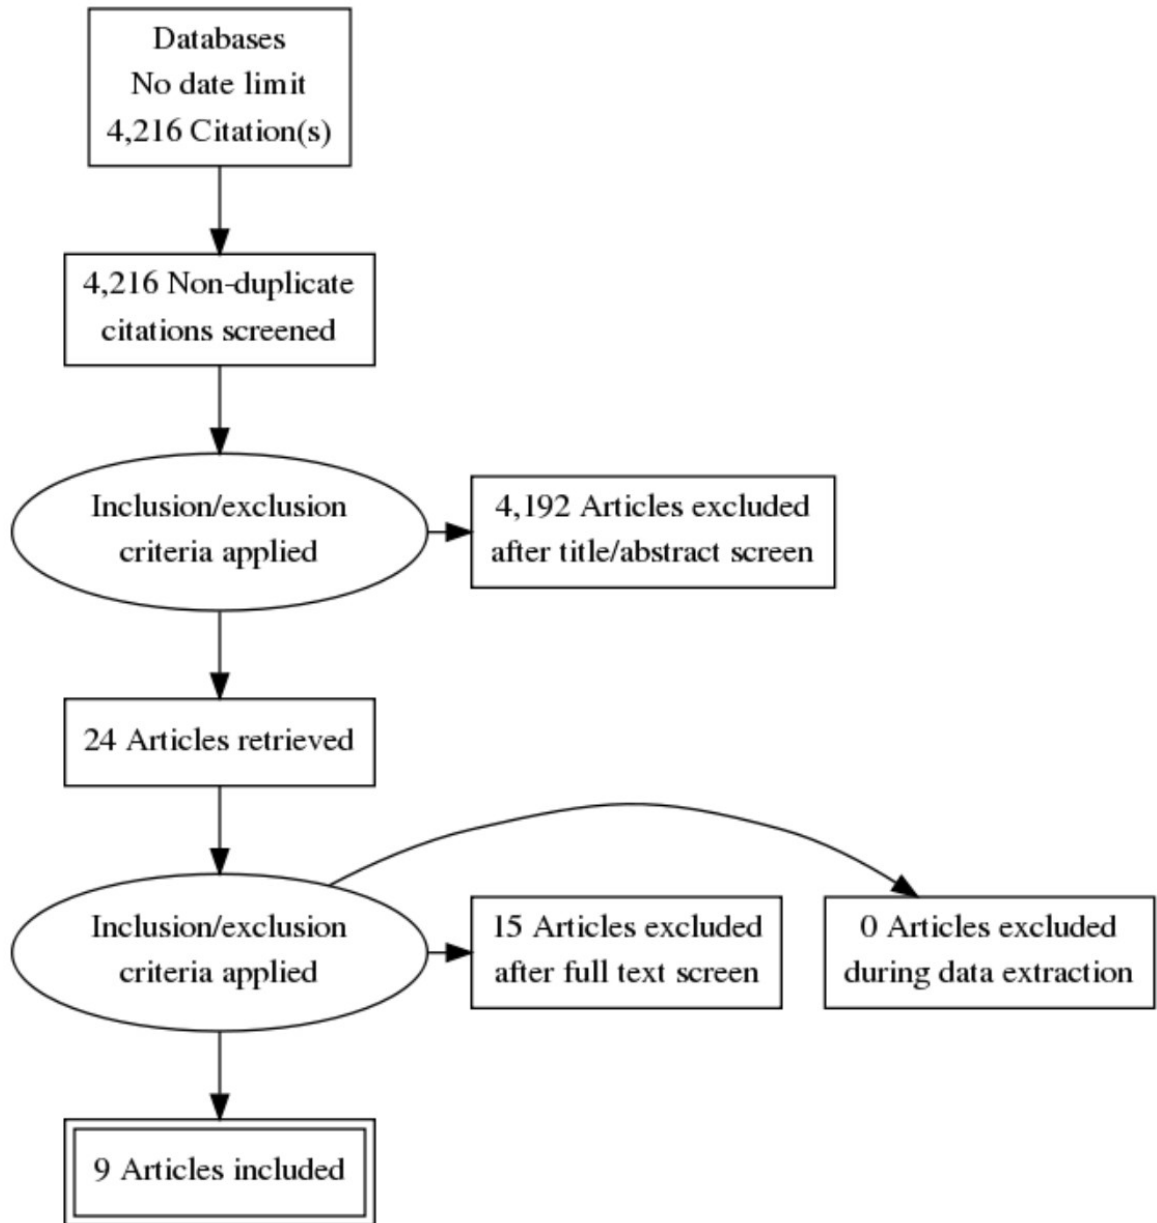 Databases
No date limit
4,216 Citation(s)
4,216 Non-duplicate
citations screened
Inclusion/exclusion
criteria applied
4,192 Articles excluded
after title/abstract screen
24 Articles retrieved
Inclusion/exclusion
criteria applied
15 Articles excluded
after full text screen
0 Articles excluded
during data extraction
9 Articles included